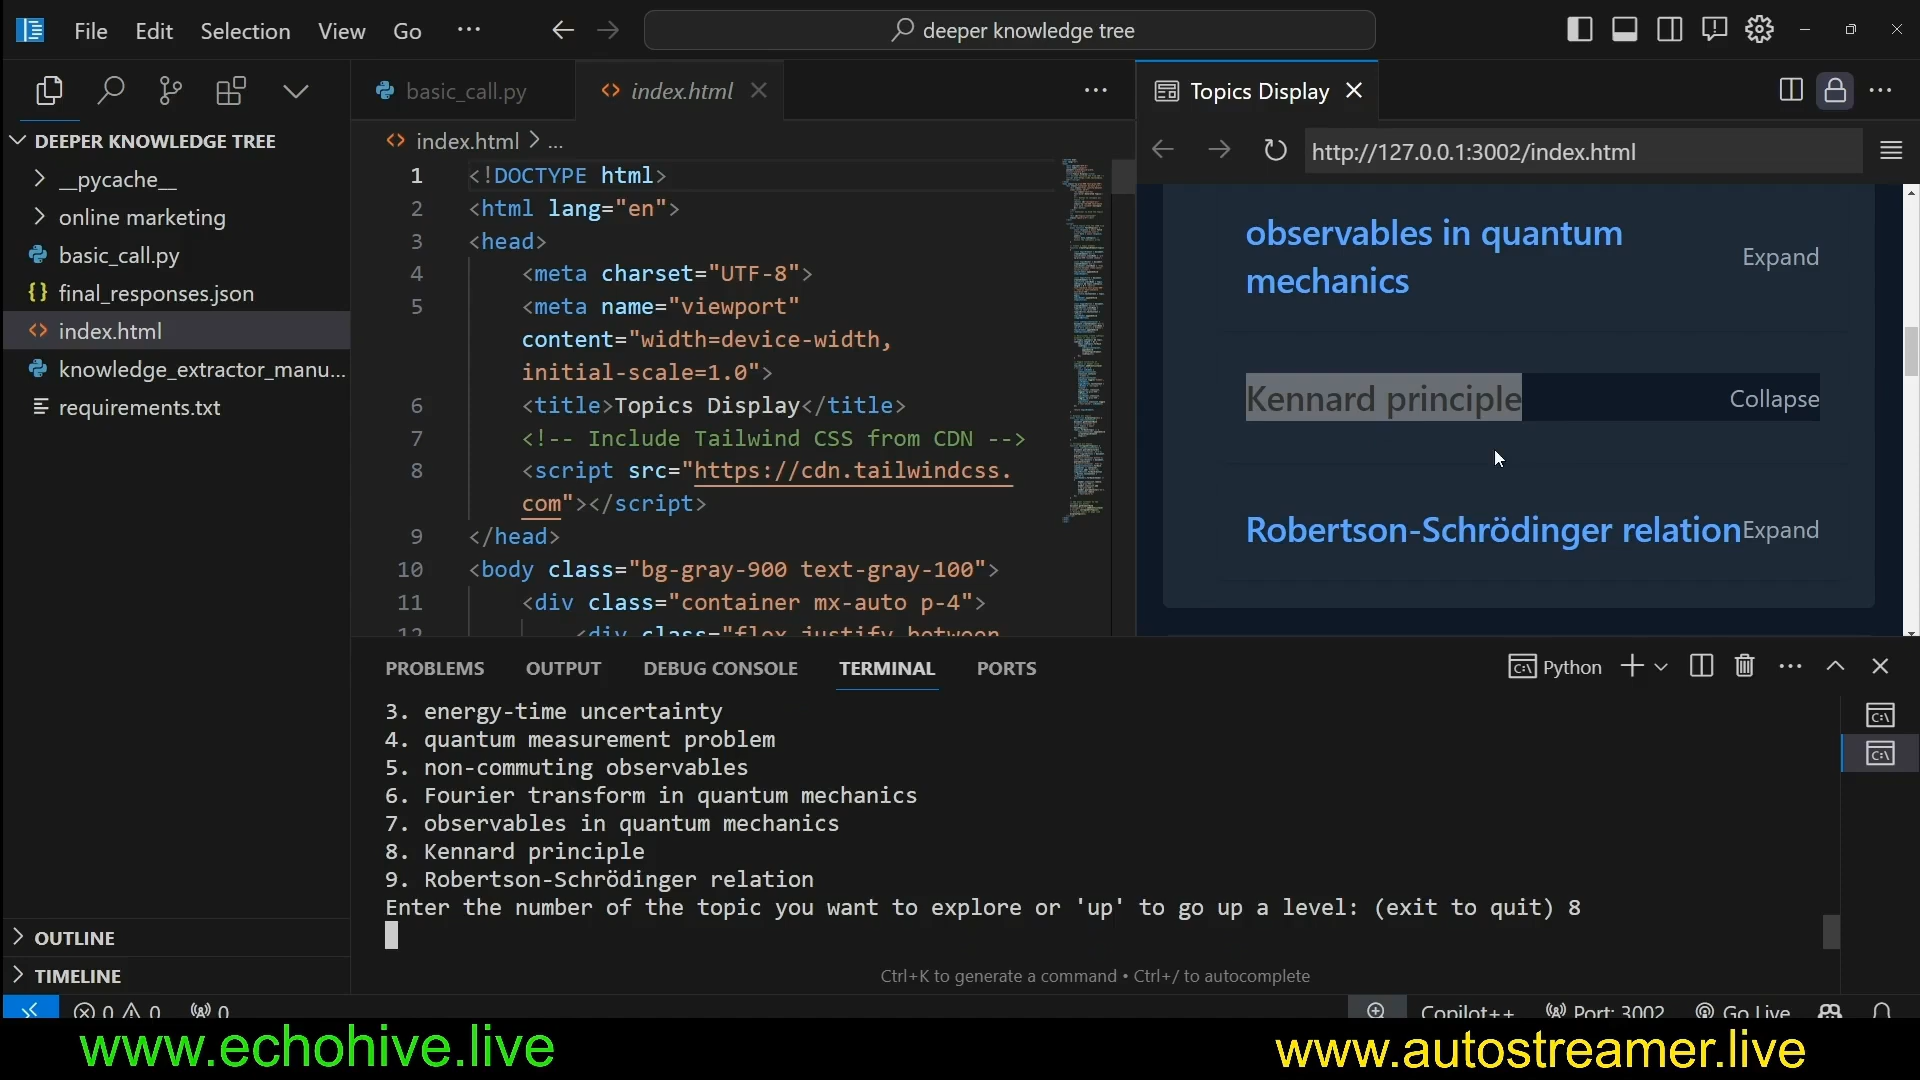 File Edit Selection View Go ··· deeper knowledge tree
basic_call.py index.html Topics Display
DEEPER KNOWLEDGE TREE
__pycache__
online marketing
basic_call.py
final_responses.json
index.html
knowledge_extractor_manu...
requirements.txt
OUTLINE
TIMELINE
index.html > ...
1 <!DOCTYPE html>
2 <html lang="en">
3 <head>
4 <meta charset="UTF-8">
5 <meta name="viewport"
content="width=device-width,
initial-scale=1.0">
6 <title>Topics Display</title>
7 <!-- Include Tailwind CSS from CDN -->
8 <script src="https://cdn.tailwindcss.
com"></script>
9 </head>
10 <body class="bg-gray-900 text-gray-100">
11 <div class="container mx-auto p-4">
12 <div class="flex justify-between
http://127.0.0.1:3002/index.html
observables in quantum
mechanics
Expand
Kennard principle Collapse
Robertson-Schrödinger relation Expand
PROBLEMS OUTPUT DEBUG CONSOLE TERMINAL PORTS Python
3. energy-time uncertainty
4. quantum measurement problem
5. non-commuting observables
6. Fourier transform in quantum mechanics
7. observables in quantum mechanics
8. Kennard principle
9. Robertson-Schrödinger relation
Enter the number of the topic you want to explore or 'up' to go up a level: (exit to quit) 8
Ctrl+K to generate a command • Ctrl+/ to autocomplete
0 0 0 Copilot++ Port: 3002 Go Live
www.echohive.live www.autostreamer.live